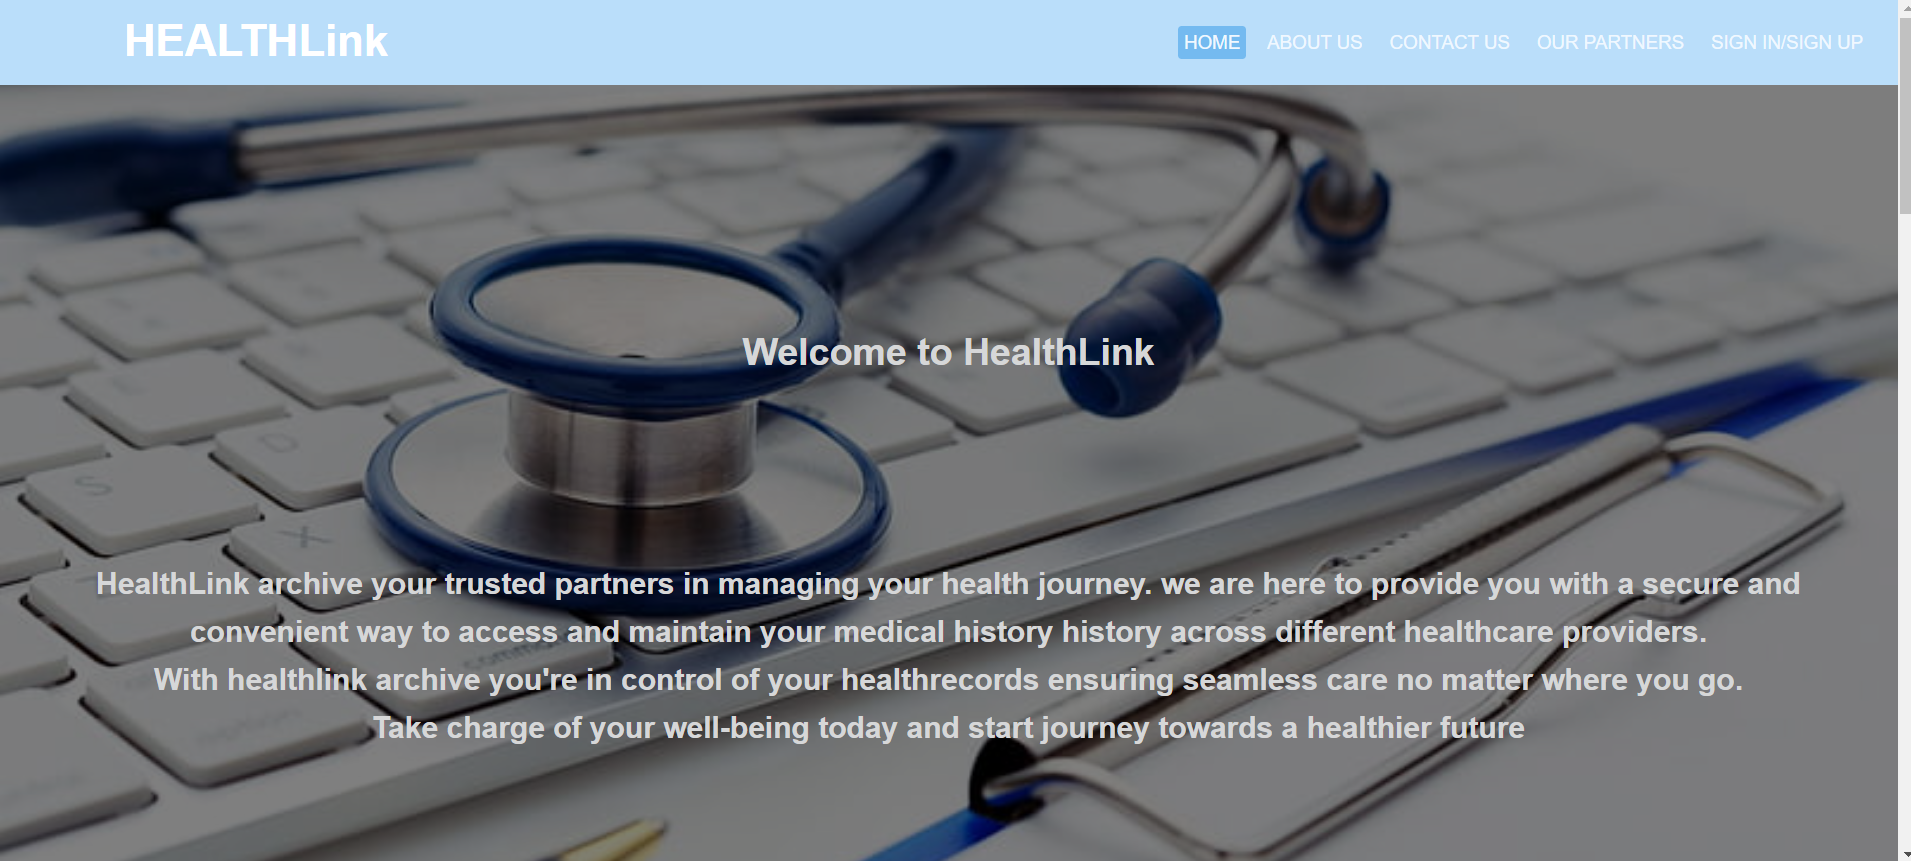 HEALTHLink
HOME ABOUT US CONTACT US OUR PARTNERS SIGN IN/SIGN UP
Welcome to HealthLink
D
S
X
HealthLink archive your trusted partners in managing your health journey. we are here to provide you with a secure and
convenient way to access and maintain your medical history history across different healthcare providers.
With healthlink archive you're in control of your healthrecords ensuring seamless care no matter where you go.
Take charge of your well-being today and start journey towards a healthier future